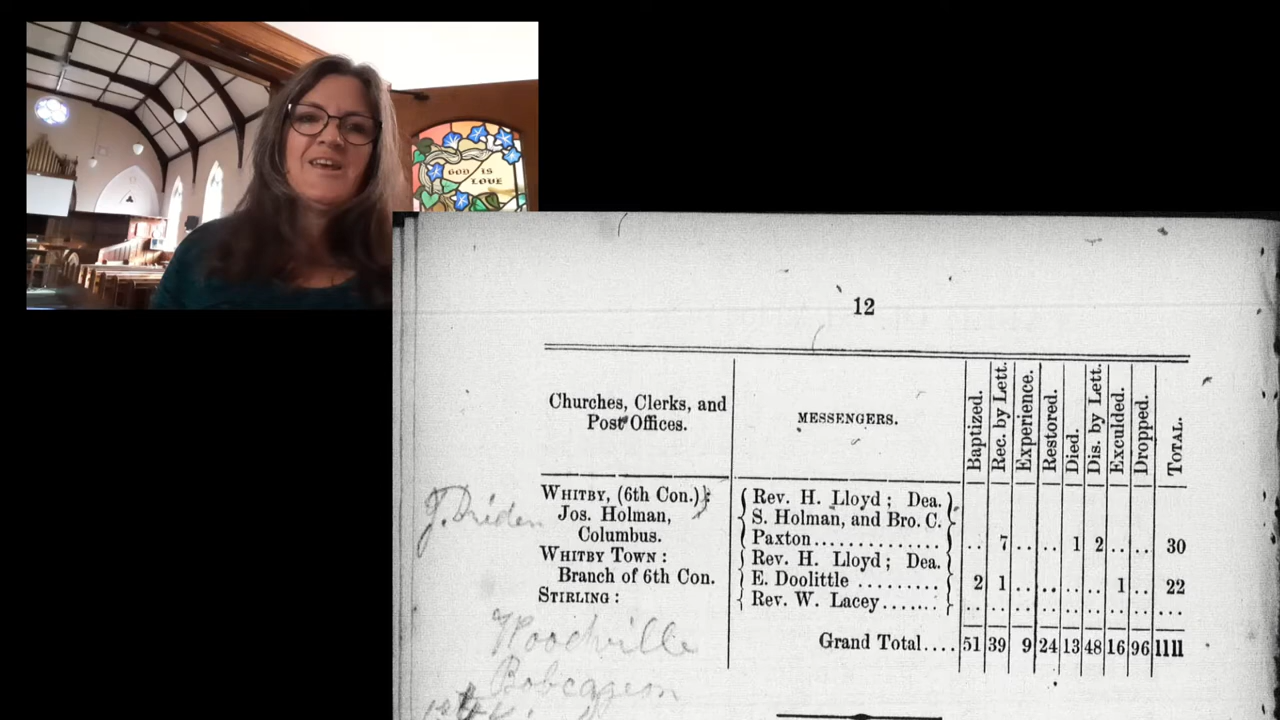 GOD IS
LOVE
12
Churches, Clerks, and
Post Offices.
MESSENGERS.
Baptized.
Rec. by Lett.
Experience.
Restored.
Died.
Dis. by Lett.
Exculded.
Dropped.
TOTAL.
J. Driden
WHITBY, (6th Con.) :
Jos. Holman,
Columbus.
Rev. H. Lloyd ; Dea.
S. Holman, and Bro. C.
Paxton.............. .. 7 .. .. 1 2 .. .. 30
WHITBY TOWN :
Branch of 6th Con.
Rev. H. Lloyd ; Dea.
E. Doolittle ......... 2 1 .. .. .. .. 1 .. 22
STIRLING :
Rev. W. Lacey....... .. .. .. .. .. .. .. .. ...
Woodville
Bobcageon
Grand Total.... 51 39 9 24 13 48 16 96 1111